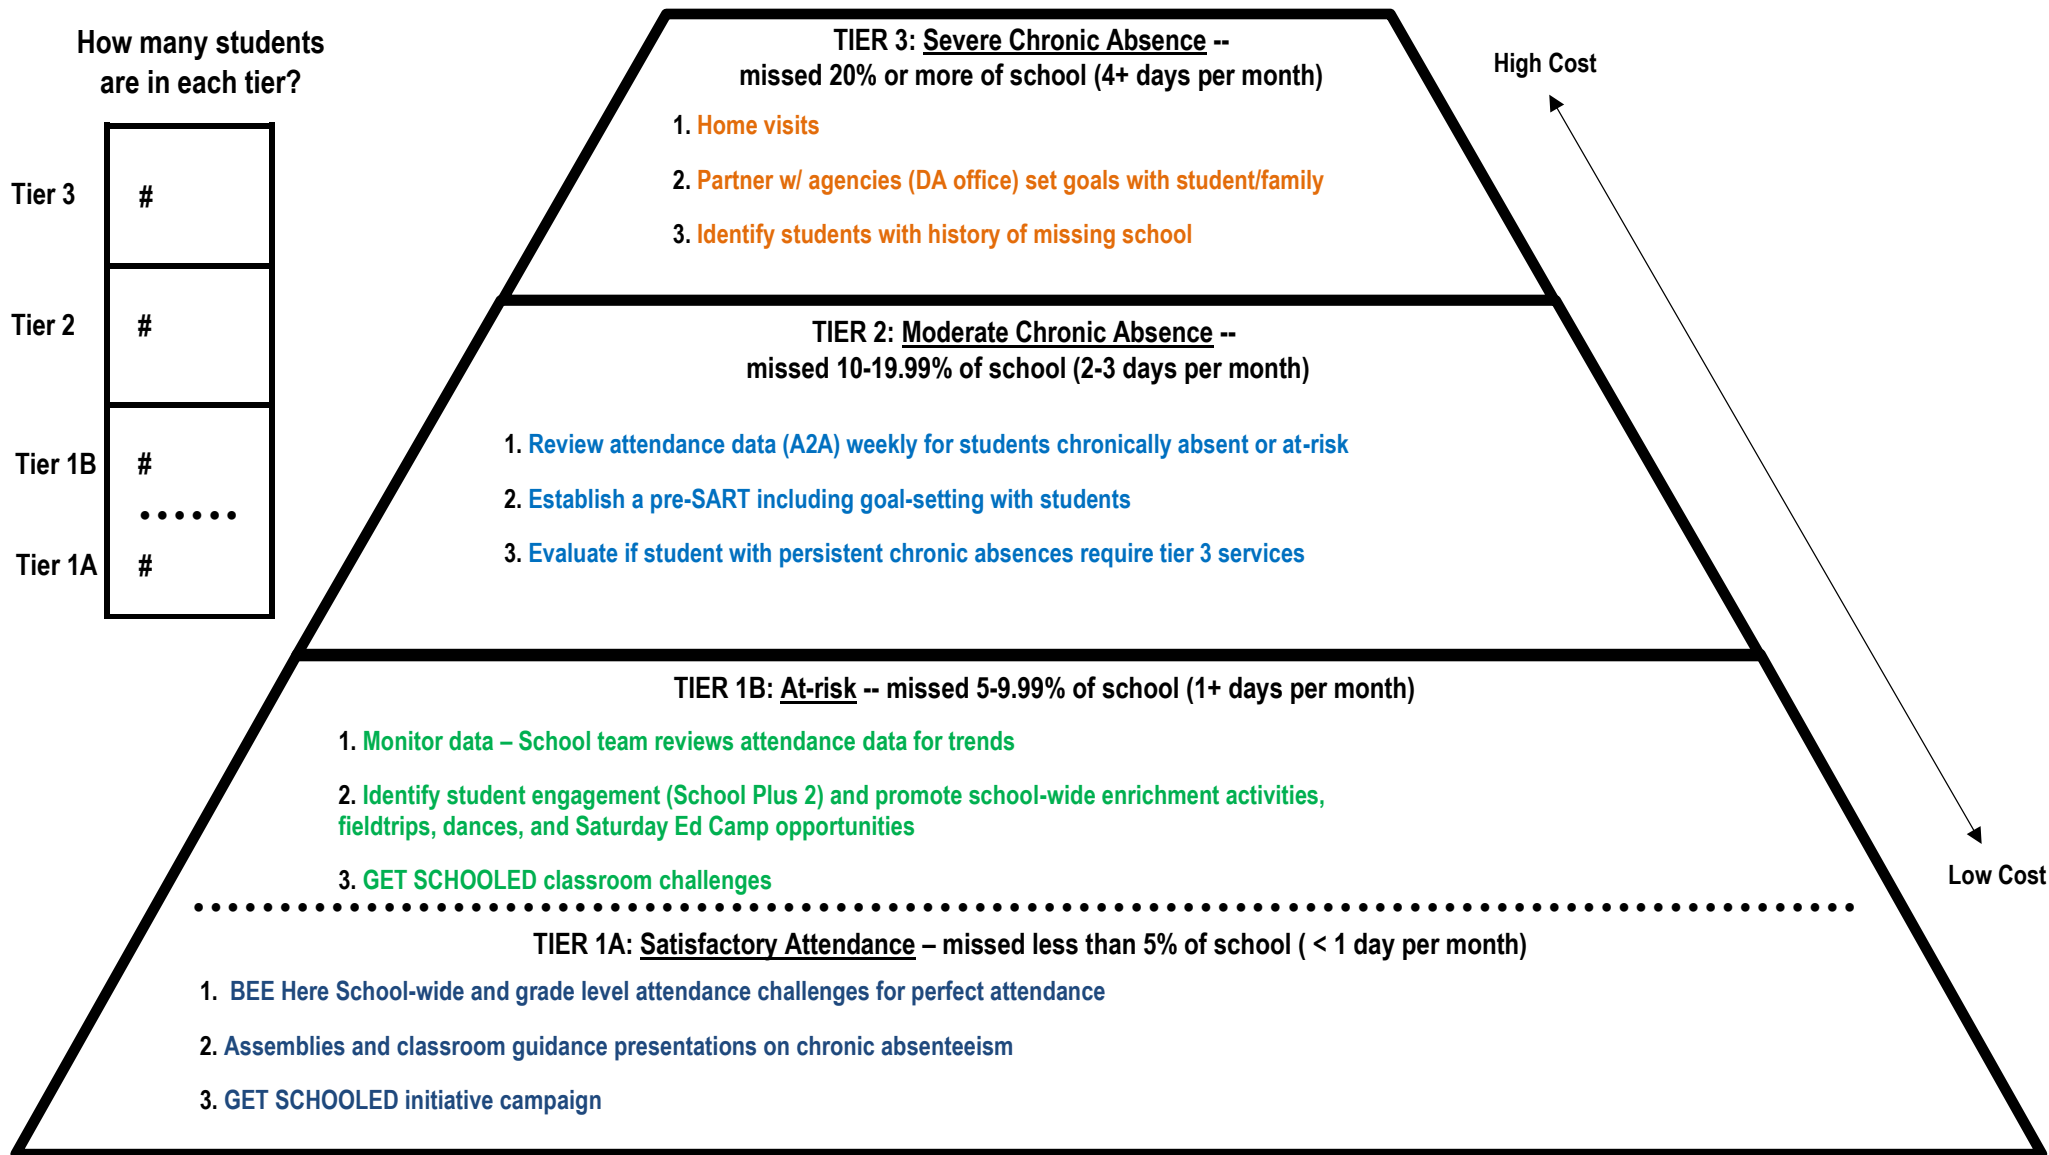 How many students
are in each tier?
Tier 3 #
Tier 2 #
Tier 1B #
......
Tier 1A #
TIER 3: Severe Chronic Absence --
missed 20% or more of school (4+ days per month)
1. Home visits
2. Partner w/ agencies (DA office) set goals with student/family
3. Identify students with history of missing school
TIER 2: Moderate Chronic Absence --
missed 10-19.99% of school (2-3 days per month)
1. Review attendance data (A2A) weekly for students chronically absent or at-risk
2. Establish a pre-SART including goal-setting with students
3. Evaluate if student with persistent chronic absences require tier 3 services
TIER 1B: At-risk -- missed 5-9.99% of school (1+ days per month)
1. Monitor data – School team reviews attendance data for trends
2. Identify student engagement (School Plus 2) and promote school-wide enrichment activities,
fieldtrips, dances, and Saturday Ed Camp opportunities
3. GET SCHOOLED classroom challenges
TIER 1A: Satisfactory Attendance – missed less than 5% of school ( < 1 day per month)
1. BEE Here School-wide and grade level attendance challenges for perfect attendance
2. Assemblies and classroom guidance presentations on chronic absenteeism
3. GET SCHOOLED initiative campaign
High Cost
Low Cost